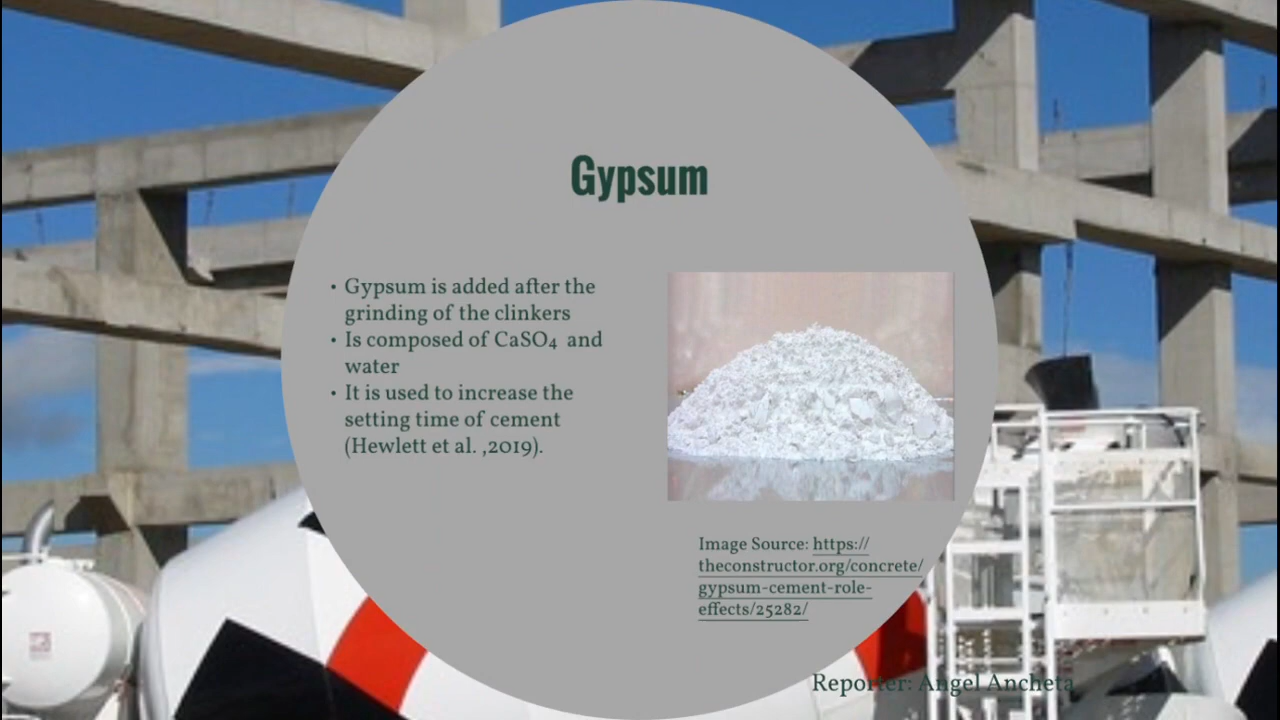 Gypsum
• Gypsum is added after the
grinding of the clinkers
• Is composed of CaSO4 and
water
• It is used to increase the
setting time of cement
(Hewlett et al. ,2019).
Image Source: https://
theconstructor.org/concrete/
gypsum-cement-role-
effects/25282/
Reporter: Angel Ancheta